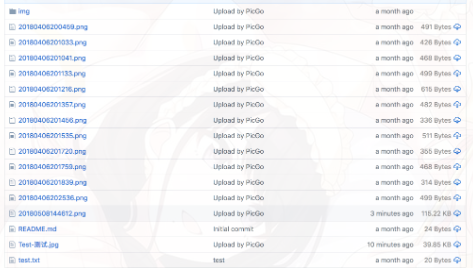 img Upload by PicGo a month ago
20180406200459.png Upload by PicGo a month ago 491 Bytes
20180406201033.png Upload by PicGo a month ago 426 Bytes
20180406201041.png Upload by PicGo a month ago 468 Bytes
20180406201133.png Upload by PicGo a month ago 499 Bytes
20180406201216.png Upload by PicGo a month ago 615 Bytes
20180406201357.png Upload by PicGo a month ago 482 Bytes
20180406201456.png Upload by PicGo a month ago 336 Bytes
20180406201535.png Upload by PicGo a month ago 511 Bytes
20180406201720.png Upload by PicGo a month ago 355 Bytes
20180406201759.png Upload by PicGo a month ago 468 Bytes
20180406201839.png Upload by PicGo a month ago 314 Bytes
20180406202536.png Upload by PicGo a month ago 499 Bytes
20180508144612.png Upload by PicGo 3 minutes ago 115.22 KB
README.md Initial commit a month ago 24 Bytes
Test-测试.jpg Upload by PicGo 10 minutes ago 39.85 KB
test.txt test a month ago 20 Bytes